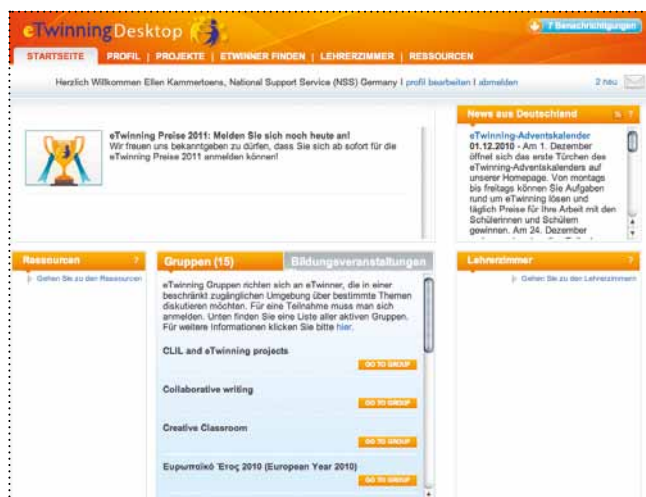 eTwinning Desktop
? Benachrichtigungen
STARTSEITE PROFIL | PROJEKTE | ETWINNER FINDEN | LEHRERZIMMER | RESSOURCEN
Herzlich Willkommen Ellen Kammertoens, National Support Service (NSS) Germany I profil bearbeiten I abmelden
2 neu
eTwinning Preise 2011: Melden Sie sich noch heute an!
Wir freuen uns bekanntgeben zu dürfen, dass Sie sich ab sofort für die
eTwinning Preise 2011 anmelden können!
News aus Deutschland ?
eTwinning-Adventskalender
01.12.2010 - Am 1. Dezember
öffnet sich das erste Türchen des
eTwinning-Adventskalenders auf
unserer Homepage. Von montags
bis freitags können Sie Aufgaben
rund um eTwinning lösen und
täglich Preise für Ihre Arbeit mit den
Schülerinnen und Schülern
gewinnen. Am 24. Dezember
Ressourcen ?
Gehen Sie zu den Ressourcen
Gruppen (15)
Bildungsveranstaltungen
eTwinning Gruppen richten sich an eTwinner, die in einer
beschränkt zugänglichen Umgebung über bestimmte Themen
diskutieren möchten. Für eine Teilnahme muss man sich
anmelden. Unten finden Sie eine Liste aller aktiven Gruppen.
Für weitere Informationen klicken Sie bitte hier.
CLIL and eTwinning projects
GO TO GROUP
Collaborative writing
GO TO GROUP
Creative Classroom
GO TO GROUP
Ευρωπαϊκό Έτος 2010 (European Year 2010)
GO TO GROUP
Lehrerzimmer ?
Gehen Sie zu den Lehrerzimmern